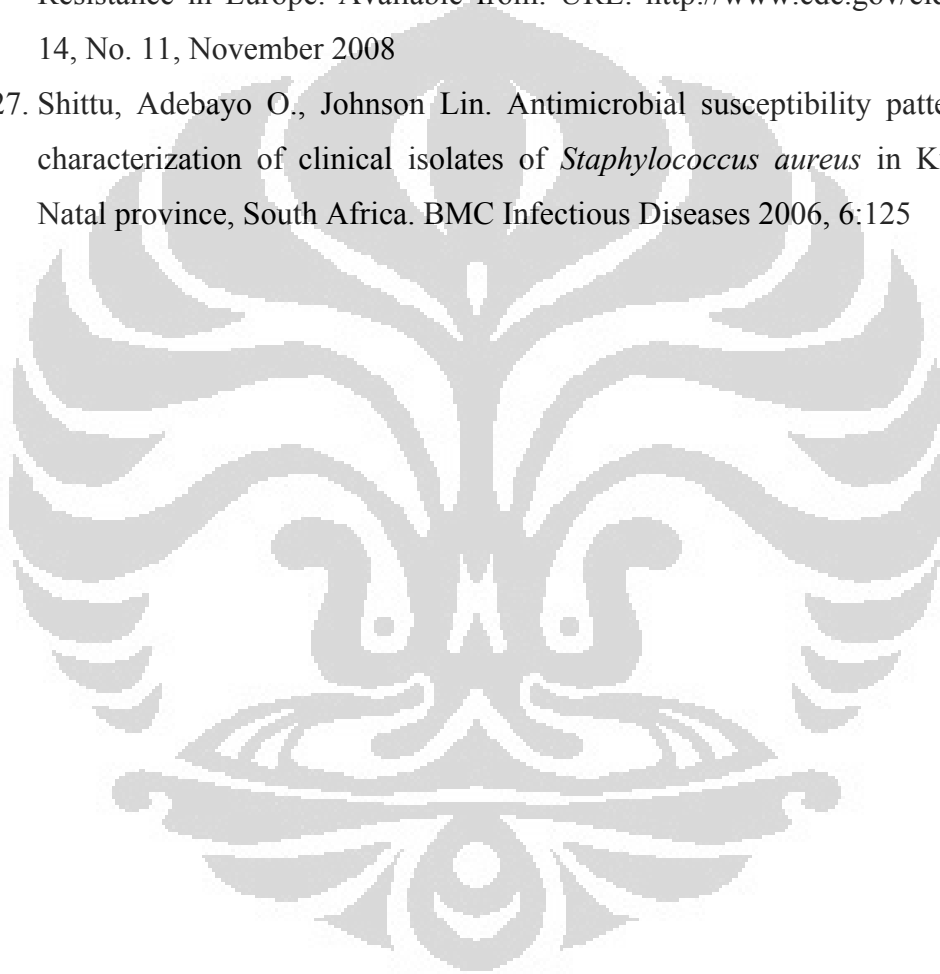 Resistance in Europe. Available from: URL: http://www.cdc.gov/eid
14, No. 11, November 2008
27. Shittu, Adebayo O., Johnson Lin. Antimicrobial susceptibility patte
characterization of clinical isolates of Staphylococcus aureus in K
Natal province, South Africa. BMC Infectious Diseases 2006, 6:125